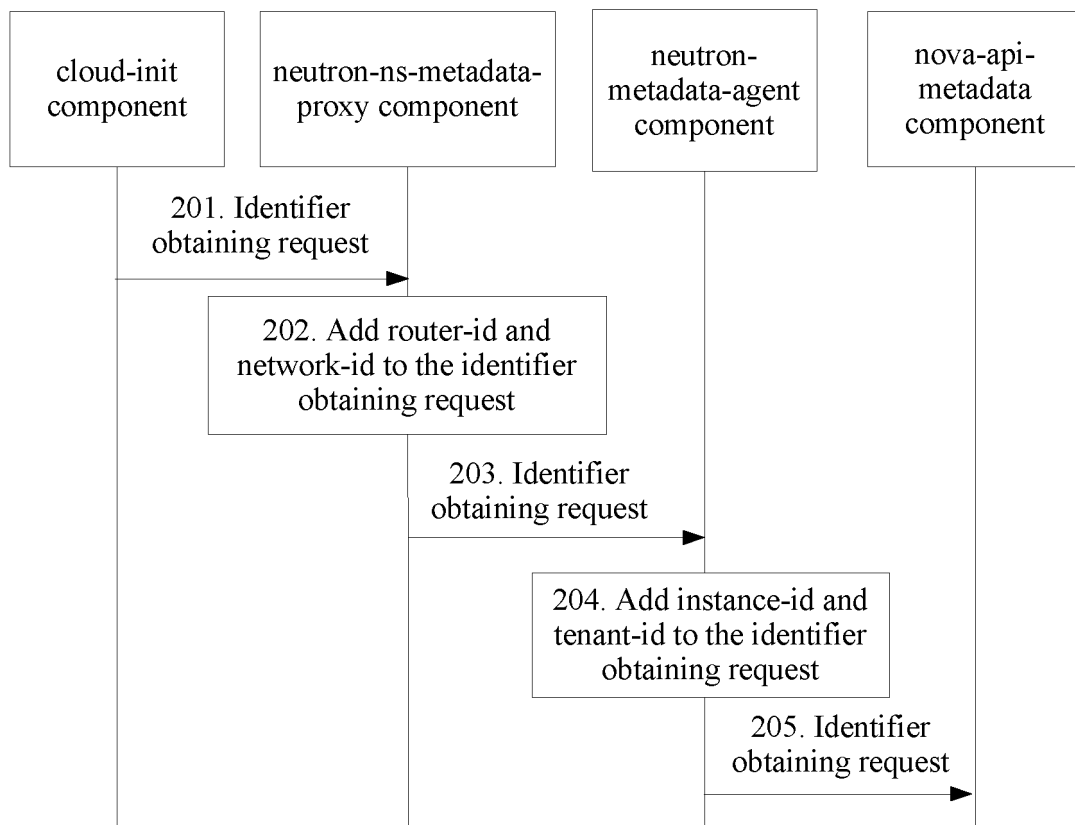 cloud-init
component
neutron-ns-metadata-
proxy component
neutron-
metadata-agent
component
nova-api-
metadata
component
201. Identifier
obtaining request
202. Add router-id and
network-id to the identifier
obtaining request
203. Identifier
obtaining request
204. Add instance-id and
tenant-id to the identifier
obtaining request
205. Identifier
obtaining request